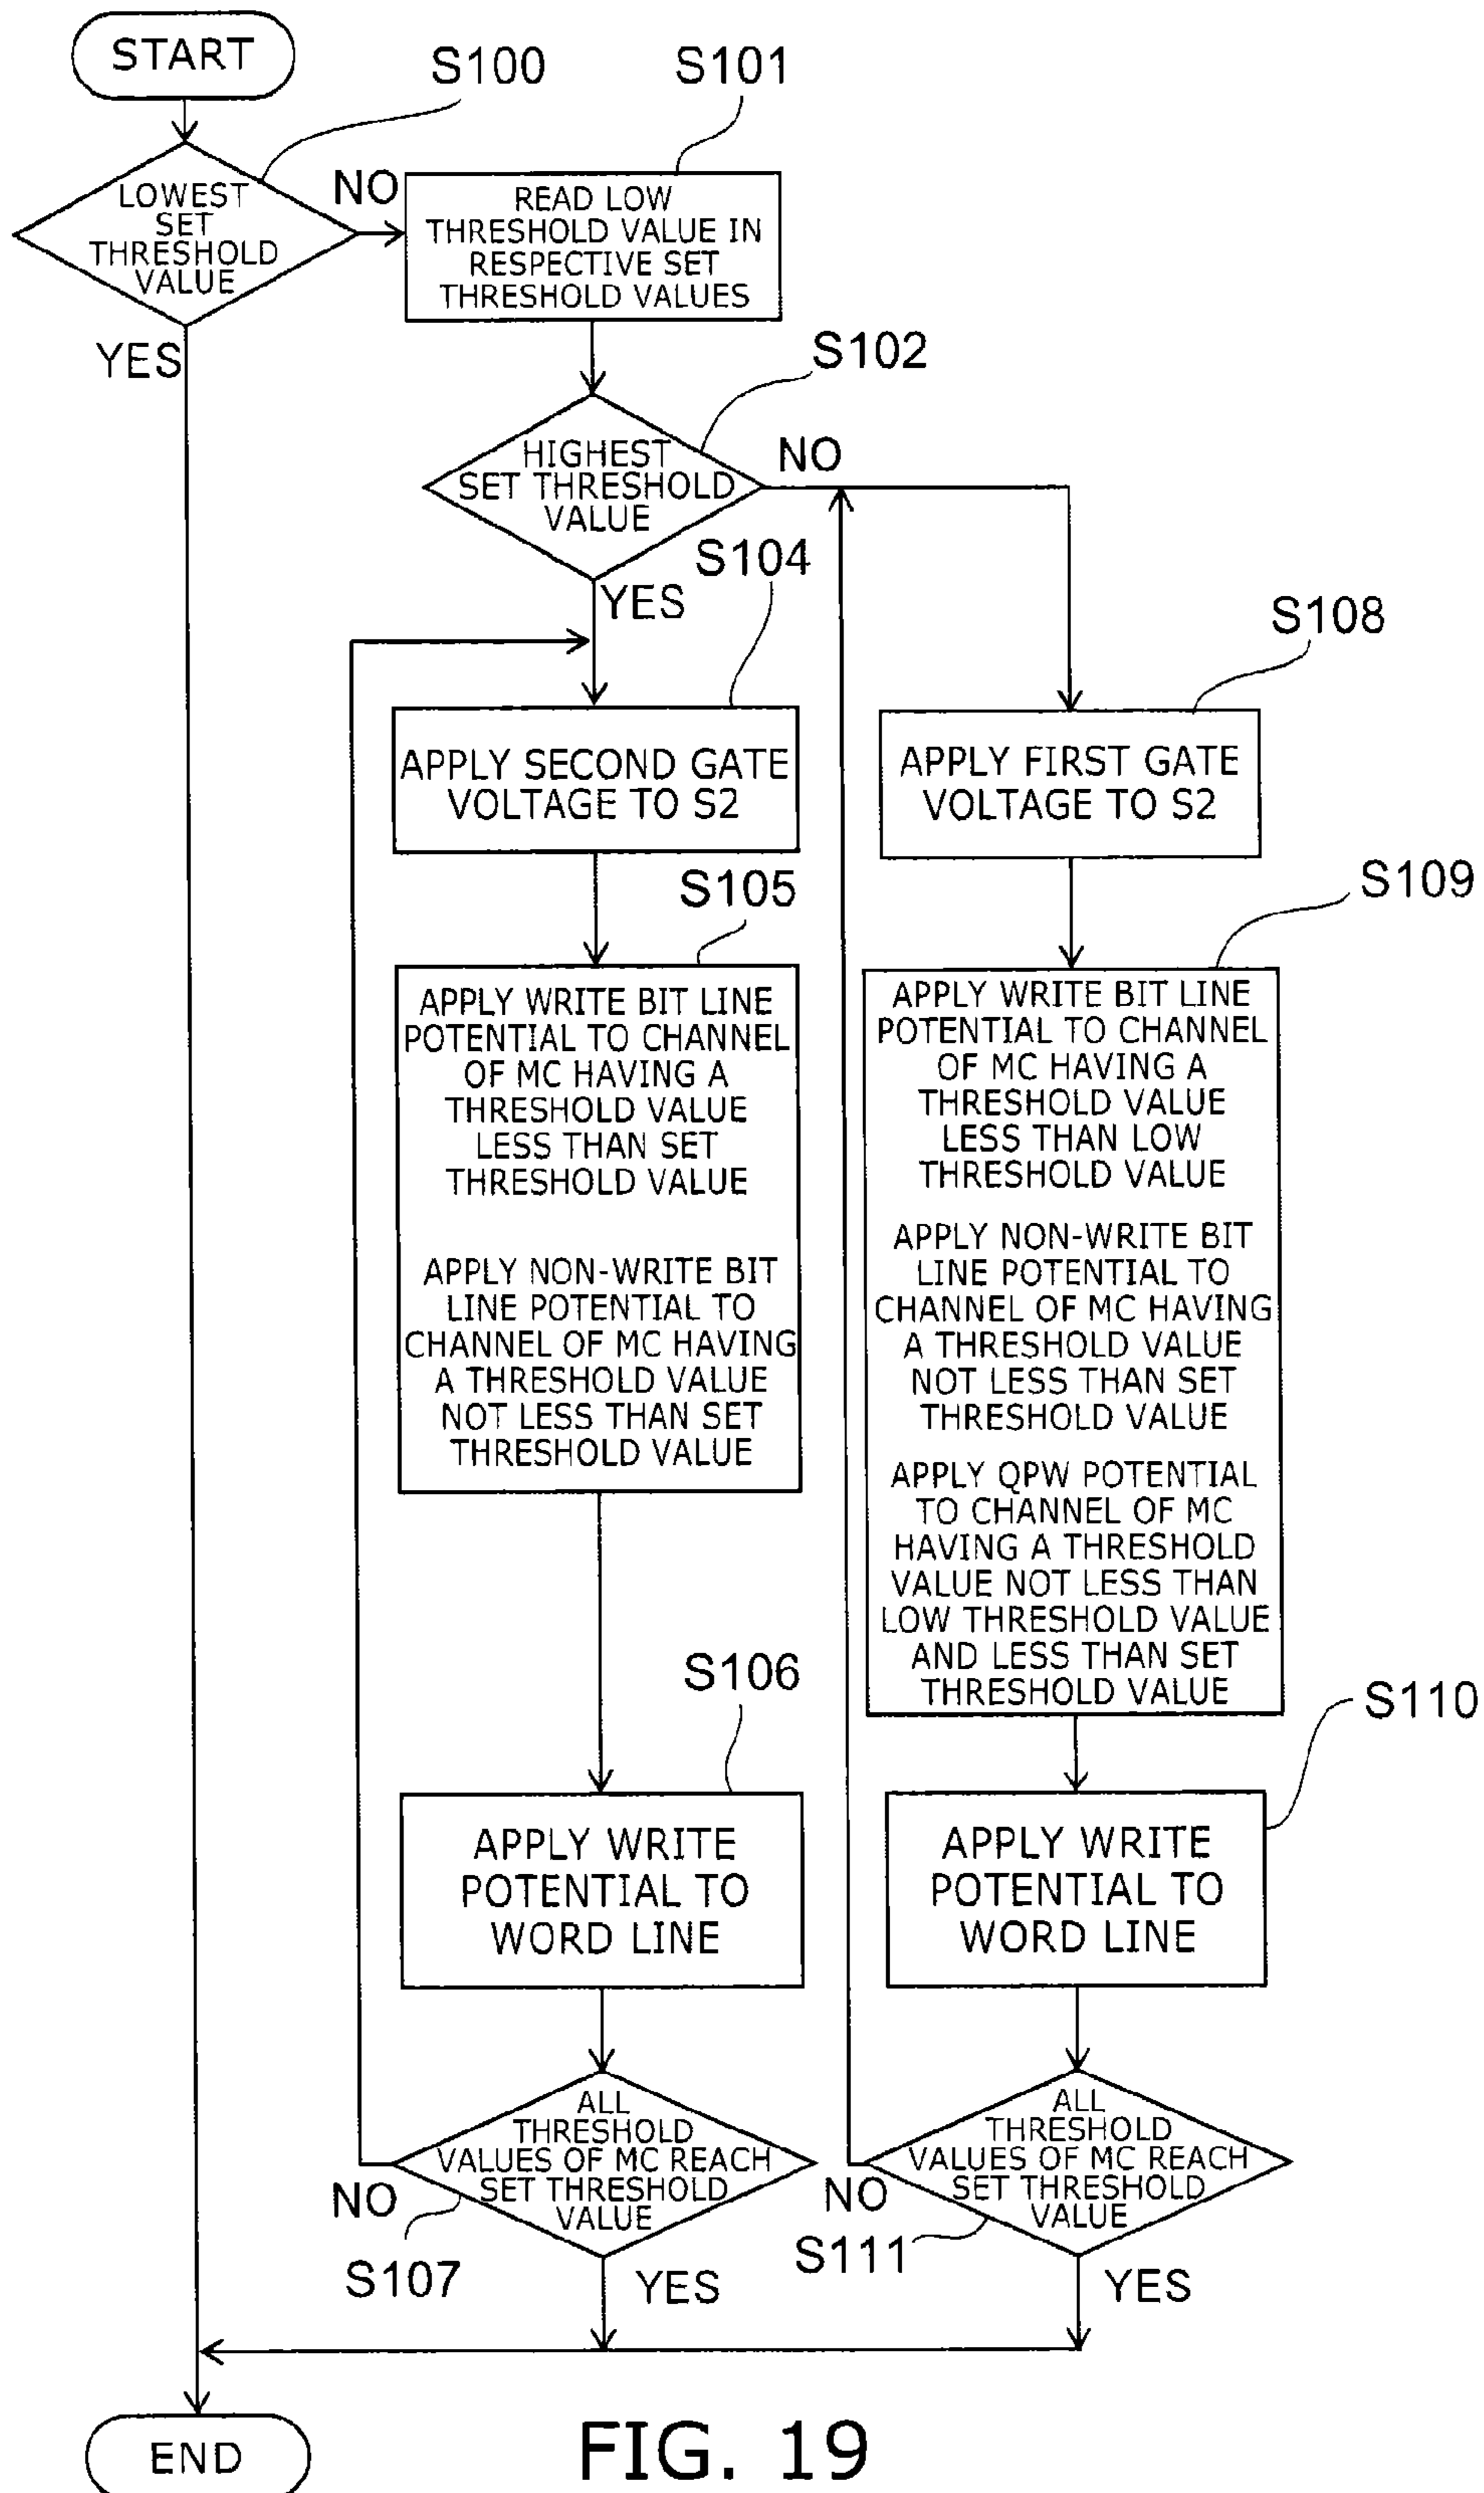 START
S100
S101
LOWEST
SET
THRESHOLD
VALUE
NO
READ LOW
THRESHOLD VALUE IN
RESPECTIVE SET
THRESHOLD VALUES
YES
S102
HIGHEST
SET THRESHOLD
VALUE
NO
S104
YES
S108
APPLY SECOND GATE
VOLTAGE TO S2
APPLY FIRST GATE
VOLTAGE TO S2
S105
S109
APPLY WRITE BIT LINE
POTENTIAL TO CHANNEL
OF MC HAVING A
THRESHOLD VALUE
LESS THAN SET
THRESHOLD VALUE
APPLY NON-WRITE BIT
LINE POTENTIAL TO
CHANNEL OF MC HAVING
A THRESHOLD VALUE
NOT LESS THAN SET
THRESHOLD VALUE
APPLY WRITE BIT LINE
POTENTIAL TO CHANNEL
OF MC HAVING A
THRESHOLD VALUE
LESS THAN LOW
THRESHOLD VALUE
APPLY NON-WRITE BIT
LINE POTENTIAL TO
CHANNEL OF MC HAVING
A THRESHOLD VALUE
NOT LESS THAN SET
THRESHOLD VALUE
APPLY QPW POTENTIAL
TO CHANNEL OF MC
HAVING A THRESHOLD
VALUE NOT LESS THAN
LOW THRESHOLD VALUE
AND LESS THAN SET
THRESHOLD VALUE
S106
S110
APPLY WRITE
POTENTIAL TO
WORD LINE
APPLY WRITE
POTENTIAL TO
WORD LINE
ALL
THRESHOLD
VALUES OF MC REACH
SET THRESHOLD
VALUE
NO
S107
YES
ALL
THRESHOLD
VALUES OF MC REACH
SET THRESHOLD
VALUE
NO
S111
YES
END
FIG. 19